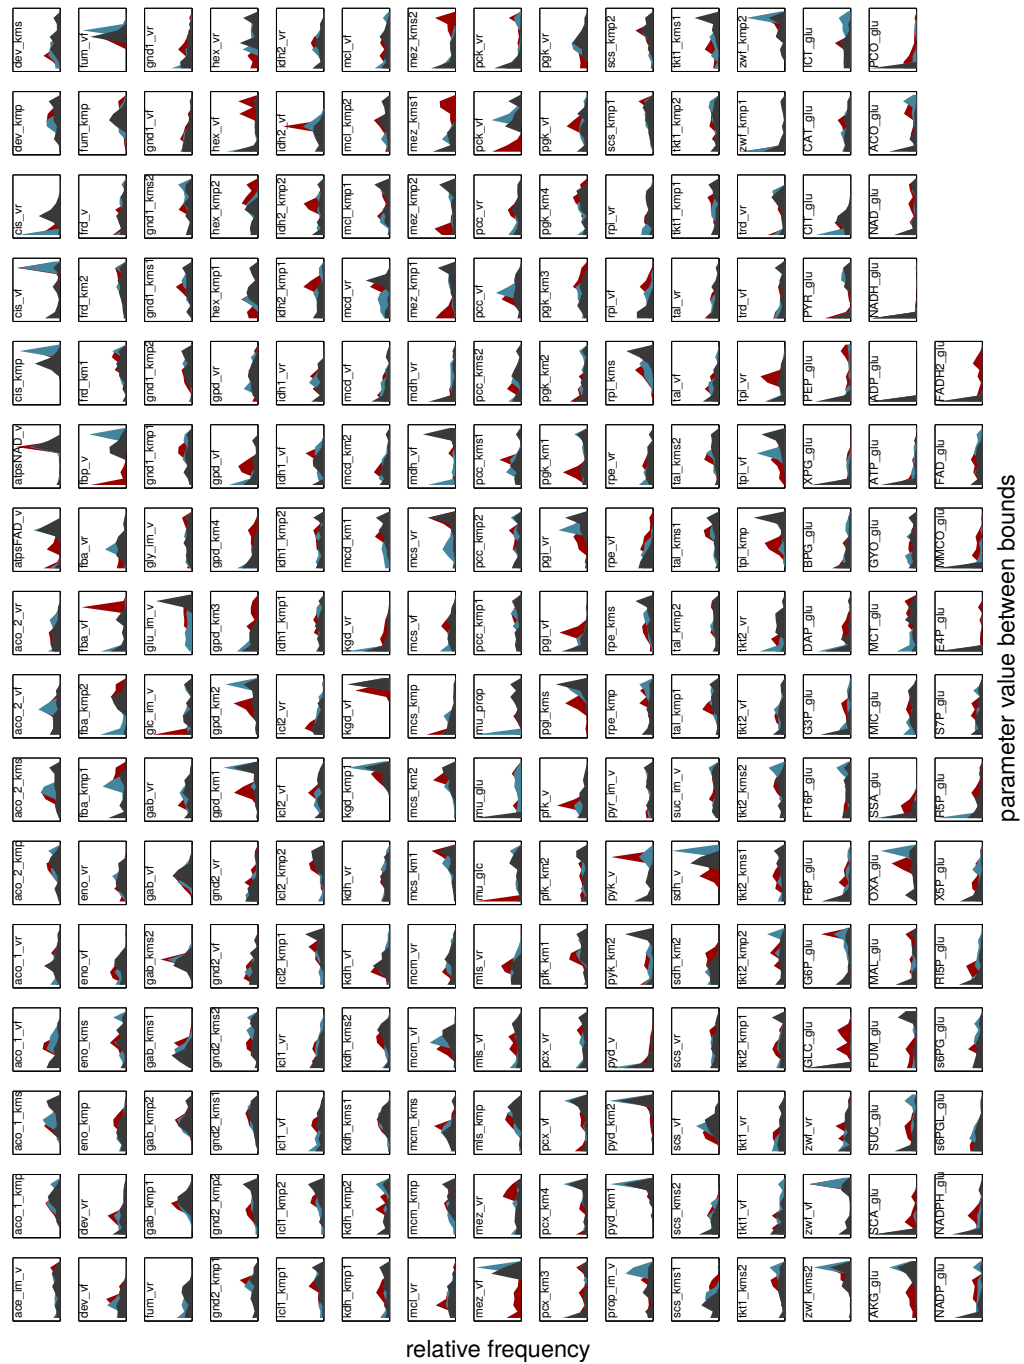 relative frequency
ace_im_v
aco_1_kmp
aco_1_kms
aco_1_vf
aco_1_vr
aco_2_kmp
aco_2_kms
aco_2_vf
aco_2_vr
atpsFAD_v
atpsNAD_v
cis_kmp
cis_vf
cis_vr
dev_kmp
dev_kms
dev_vf
dev_vr
eno_kmp
eno_kms
eno_vf
eno_vr
fba_kmp1
fba_kmp2
fba_vf
fba_vr
fbp_v
frd_km1
frd_km2
frd_v
fum_kmp
fum_vf
fum_vr
gab_kmp1
gab_kmp2
gab_kms1
gab_kms2
gab_vf
gab_vr
glc_im_v
glu_im_v
gly_im_v
gnd1_kmp1
gnd1_kmp2
gnd1_kms1
gnd1_kms2
gnd1_vf
gnd1_vr
gnd2_kmp1
gnd2_kmp2
gnd2_kms1
gnd2_kms2
gnd2_vf
gnd2_vr
gpd_km1
gpd_km2
gpd_km3
gpd_km4
gpd_vf
gpd_vr
hex_kmp1
hex_kmp2
hex_vf
hex_vr
icl1_kmp1
icl1_kmp2
icl1_vf
icl1_vr
icl2_kmp1
icl2_kmp2
icl2_vf
icl2_vr
idh1_kmp1
idh1_kmp2
idh1_vf
idh1_vr
idh2_kmp1
idh2_kmp2
idh2_vf
idh2_vr
kdh_kmp1
kdh_kmp2
kdh_kms1
kdh_kms2
kdh_vf
kdh_vr
kgd_kmp1
kgd_vf
kgd_vr
mcd_km1
mcd_km2
mcd_vf
mcd_vr
mcl_kmp1
mcl_kmp2
mcl_vf
mcl_vr
mcm_kmp
mcm_kms
mcm_vf
mcm_vr
mcs_km1
mcs_km2
mcs_kmp
mcs_vf
mcs_vr
mdh_vf
mdh_vr
mez_kmp1
mez_kmp2
mez_kms1
mez_kms2
mez_vf
mez_vr
mls_kmp
mls_vf
mls_vr
mu_glc
mu_glu
mu_prop
pcc_kmp1
pcc_kmp2
pcc_kms1
pcc_kms2
pcc_vf
pcc_vr
pck_vf
pck_vr
pcx_km3
pcx_km4
pcx_vf
pcx_vr
pfk_km1
pfk_km2
pfk_v
pgi_kms
pgi_vf
pgi_vr
pgk_km1
pgk_km2
pgk_km3
pgk_km4
pgk_vf
pgk_vr
prop_im_v
pyd_km1
pyd_km2
pyd_v
pyk_km2
pyk_v
pyr_im_v
rpe_kmp
rpe_kms
rpe_vf
rpe_vr
rpi_kms
rpi_vf
rpi_vr
scs_kmp1
scs_kmp2
scs_kms1
scs_kms2
scs_vf
scs_vr
sdh_km2
sdh_v
suc_im_v
tal_kmp1
tal_kmp2
tal_kms1
tal_kms2
tal_vf
tal_vr
tkt1_kmp1
tkt1_kmp2
tkt1_kms1
tkt1_kms2
tkt1_vf
tkt1_vr
tkt2_kmp1
tkt2_kmp2
tkt2_kms1
tkt2_kms2
tkt2_vf
tkt2_vr
tpi_kmp
tpi_vf
tpi_vr
trd_vf
trd_vr
zwf_kmp1
zwf_kmp2
zwf_kms2
zwf_vf
zwf_vr
GLC_glu
G6P_glu
F6P_glu
F16P_glu
G3P_glu
DAP_glu
BPG_glu
XPG_glu
PEP_glu
PYR_glu
CIT_glu
CAT_glu
ICT_glu
AKG_glu
SCA_glu
SUC_glu
FUM_glu
MAL_glu
OXA_glu
SSA_glu
MIC_glu
MCT_glu
GYO_glu
ATP_glu
ADP_glu
NADH_glu
NAD_glu
ACO_glu
PCO_glu
NADP_glu
NADPH_glu
s6PGL_glu
s6PG_glu
RI5P_glu
X5P_glu
R5P_glu
S7P_glu
E4P_glu
MMCO_glu
FAD_glu
FADH2_glu
parameter value between bounds